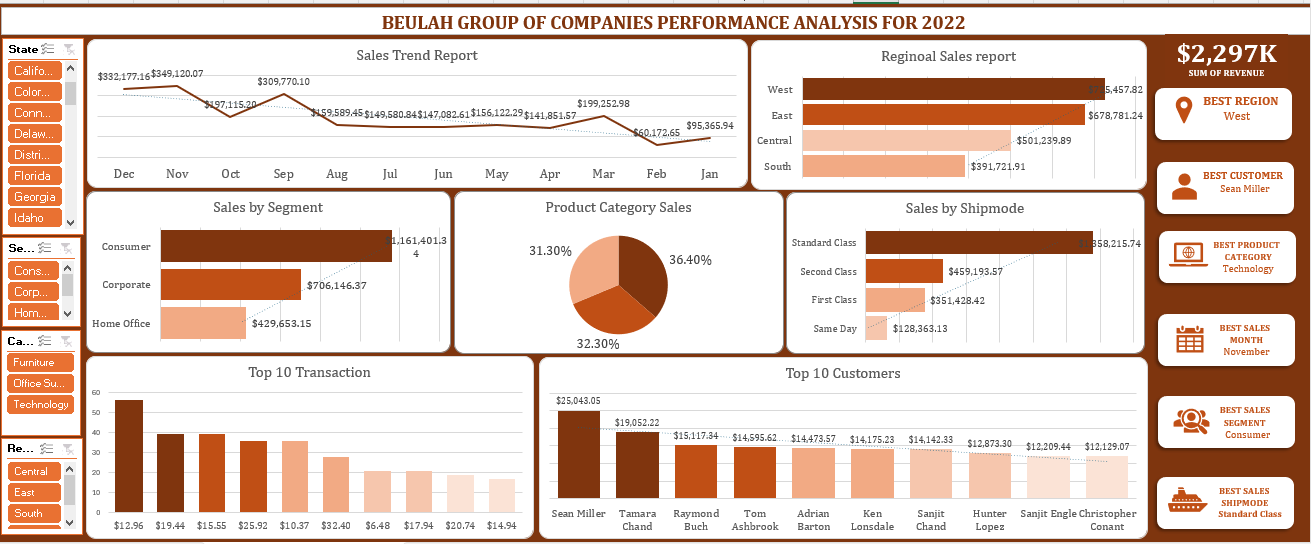 BEULAH GROUP OF COMPANIES PERFORMANCE ANALYSIS FOR 2022
State
Califo...
Color...
Conn...
Delaw...
Distri...
Florida
Georgia
Idaho
Se...
Cons...
Corp...
Hom...
Ca...
Furniture
Office Su...
Technology
Re...
Central
East
South
Sales Trend Report
$332,177.16
$349,120.07
$197,115.20
$309,770.10
$159,589.45
$149,580.84
$147,082.61
$156,122.29
$141,851.57
$199,252.98
$60,172.65
$95,365.94
Dec Nov Oct Sep Aug Jul Jun May Apr Mar Feb Jan
Reginoal Sales report
West
East $678,781.24
Central $501,239.89
South $391,721.91
Sales by Segment
Consumer
Corporate $706,146.37
Home Office $429,653.15
Product Category Sales
31.30%
36.40%
32.30%
Sales by Shipmode
Standard Class
Second Class $459,193.57
First Class $351,428.42
Same Day $128,363.13
Top 10 Transaction
60
50
40
30
20
10
0
$12.96 $19.44 $15.55 $25.92 $10.37 $32.40 $6.48 $17.94 $20.74 $14.94
Top 10 Customers
$25,043.05
$19,052.22
$15,117.34
$14,595.62
$14,473.57
$14,175.23
$14,142.33
$12,873.30
$12,209.44
$12,129.07
Sean Miller
Tamara
Chand
Raymond
Buch
Tom
Ashbrook
Adrian
Barton
Ken
Lonsdale
Sanjit
Chand
Hunter
Lopez
Sanjit Engle
Christopher
Conant
$2,297K
SUM OF REVENUE
BEST REGION
West
BEST CUSTOMER
Sean Miller
BEST PRODUCT
CATEGORY
Technology
BEST SALES
MONTH
November
BEST SALES
SEGMENT
Consumer
BEST SALES
SHIPMODE
Standard Class